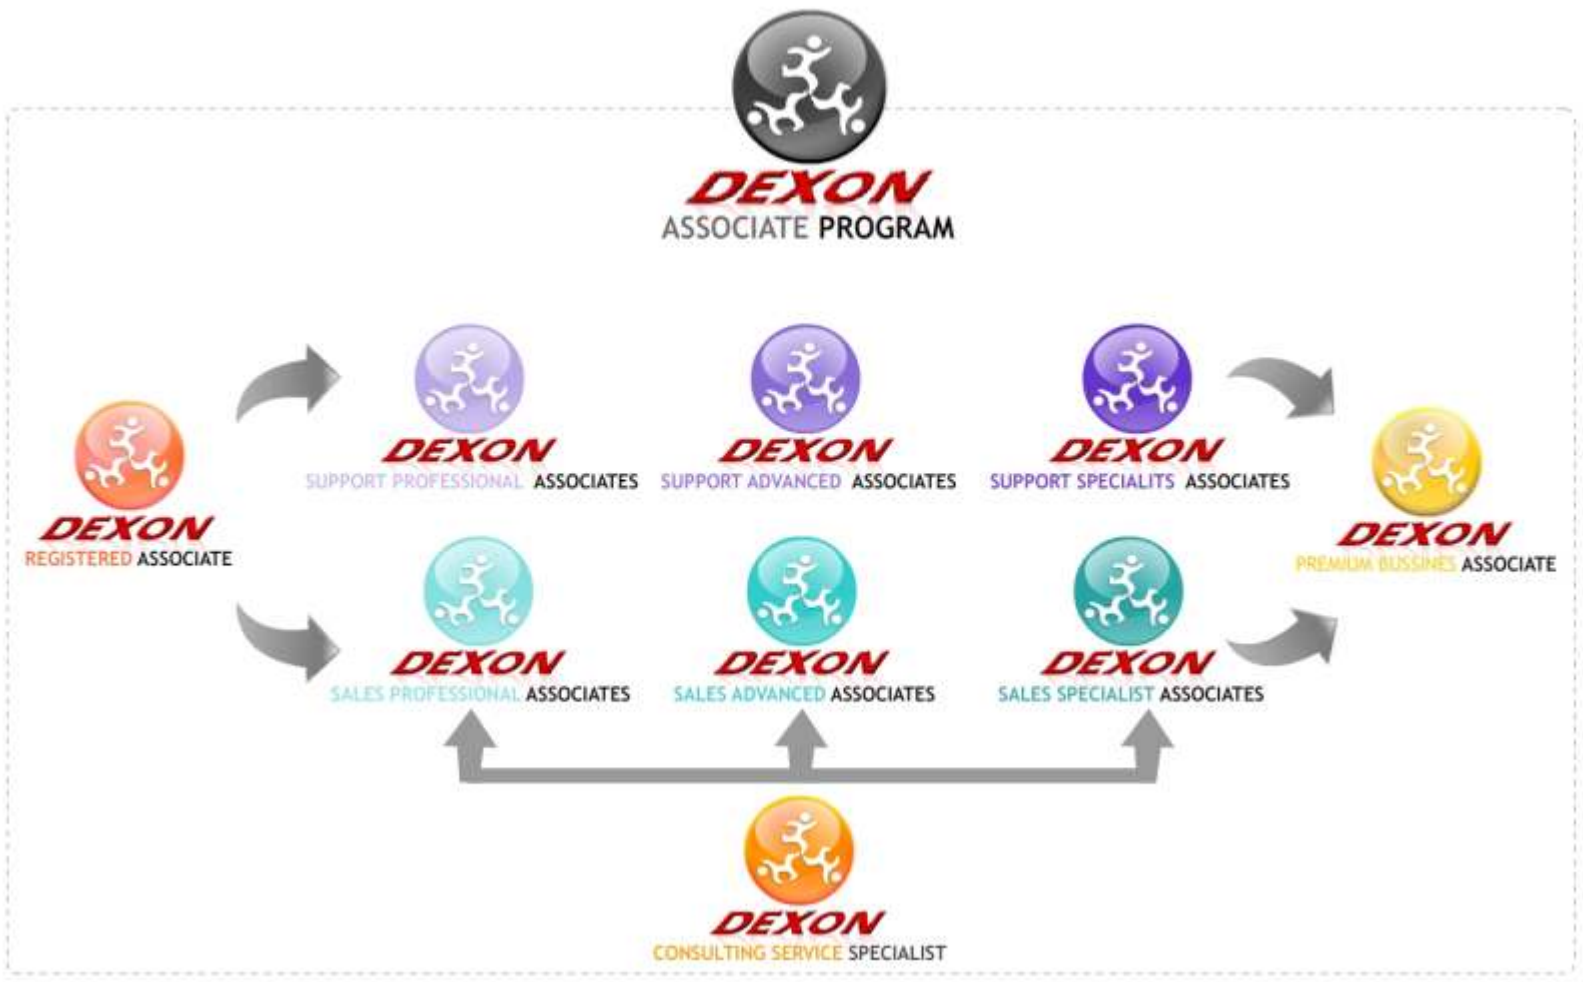 DEXON
ASSOCIATE PROGRAM
DEXON
SUPPORT PROFESSIONAL ASSOCIATES
DEXON
SUPPORT ADVANCED ASSOCIATES
DEXON
SUPPORT SPECIALITS ASSOCIATES
DEXON
REGISTERED ASSOCIATE
DEXON
PREMIUM BUSSINES ASSOCIATE
DEXON
SALES PROFESSIONAL ASSOCIATES
DEXON
SALES ADVANCED ASSOCIATES
DEXON
SALES SPECIALIST ASSOCIATES
DEXON
CONSULTING SERVICE SPECIALIST